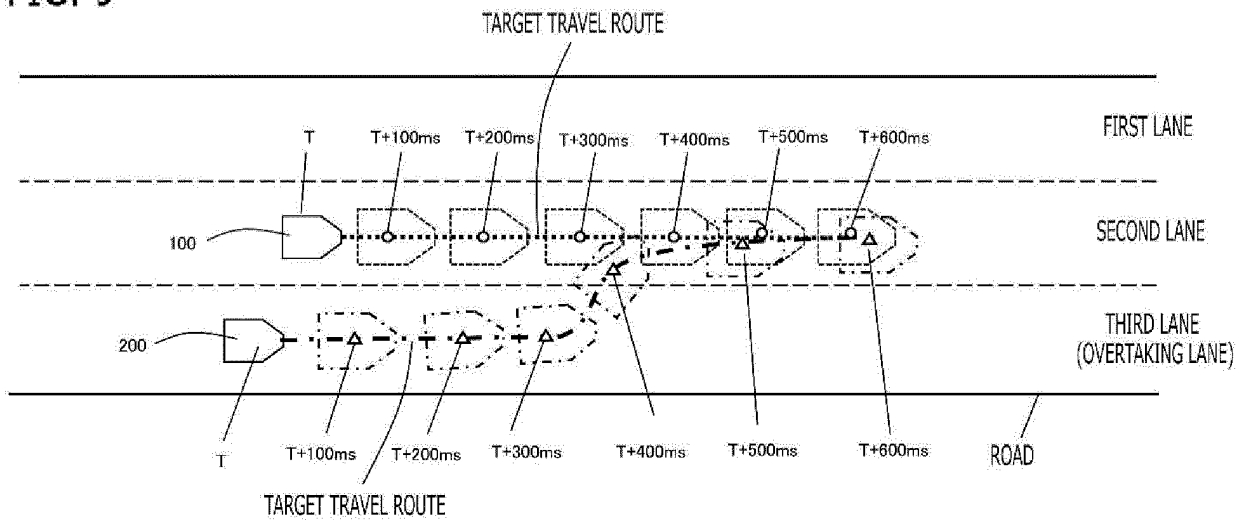 TARGET TRAVEL ROUTE
FIRST LANE
T
T+100ms
T+200ms
T+300ms
T+400ms
T+500ms
T+600ms
100
SECOND LANE
200
THIRD LANE
(OVERTAKING LANE)
T
T+100ms
T+200ms
T+300ms
T+400ms
T+500ms
T+600ms
ROAD
TARGET TRAVEL ROUTE